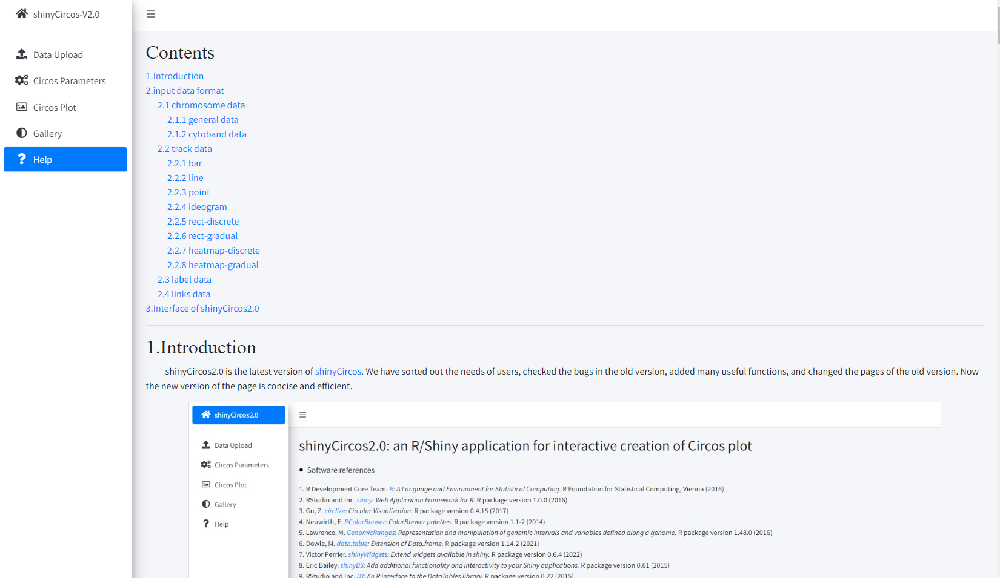 shinyCircos-V2.0
Data Upload
Circos Parameters
Circos Plot
Gallery
Help
Contents
1.Introduction
2.input data format
2.1 chromosome data
2.1.1 general data
2.1.2 cytoband data
2.2 track data
2.2.1 bar
2.2.2 line
2.2.3 point
2.2.4 ideogram
2.2.5 rect-discrete
2.2.6 rect-gradual
2.2.7 heatmap-discrete
2.2.8 heatmap-gradual
2.3 label data
2.4 links data
3.Interface of shinyCircos2.0
1.Introduction
shinyCircos2.0 is the latest version of shinyCircos. We have sorted out the needs of users, checked the bugs in the old version, added many useful functions, and changed the pages of the old version. Now
the new version of the page is concise and efficient.
shinyCircos2.0
Data Upload
Circos Parameters
Circos Plot
Gallery
Help
shinyCircos2.0: an R/Shiny application for interactive creation of Circos plot
● Software references
1. R Development Core Team. R: A Language and Environment for Statistical Computing. R Foundation for Statistical Computing, Vienna (2016)
2. RStudio and Inc. shiny: Web Application Framework for R. R package version 1.0.0 (2016)
3. Gu, Z. circlize: Circular Visualization. R package version 0.4.15 (2017)
4. Neuwirth, E. RColorBrewer: ColorBrewer palettes. R package version 1.1-2 (2014)
5. Lawrence, M. GenomicRanges: Representation and manipulation of genomic intervals and variables defined along a genome. R package version 1.48.0 (2016)
6. Dowle, M. data.table: Extension of Data.frame. R package version 1.14.2 (2021)
7. Victor Perrier. shinyWidgets: Extend widgets available in shiny. R package version 0.6.4 (2022)
8. Eric Bailey. shinyBS: Add additional functionality and interactivity to your Shiny applications. R package version 0.61 (2015)
9. RStudio and Inc. DT: An R interface to the DataTables library. R package version 0.22 (2015)